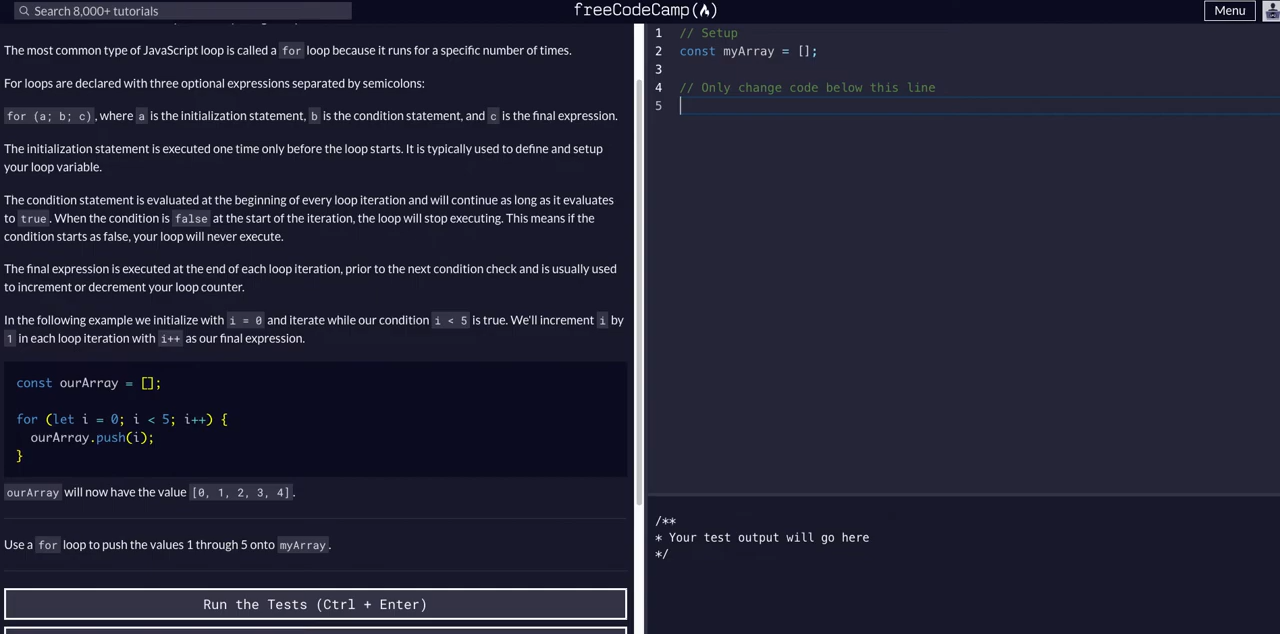 Search 8,000+ tutorials
freeCodeCamp
Menu
The most common type of JavaScript loop is called a for loop because it runs for a specific number of times.
For loops are declared with three optional expressions separated by semicolons:
for (a; b; c), where a is the initialization statement, b is the condition statement, and c is the final expression.
The initialization statement is executed one time only before the loop starts. It is typically used to define and setup
your loop variable.
The condition statement is evaluated at the beginning of every loop iteration and will continue as long as it evaluates
to true. When the condition is false at the start of the iteration, the loop will stop executing. This means if the
condition starts as false, your loop will never execute.
The final expression is executed at the end of each loop iteration, prior to the next condition check and is usually used
to increment or decrement your loop counter.
In the following example we initialize with i = 0 and iterate while our condition i < 5 is true. We'll increment i by
1 in each loop iteration with i++ as our final expression.
const ourArray = [];
for (let i = 0; i < 5; i++) {
ourArray.push(i);
}
ourArray will now have the value [0, 1, 2, 3, 4].
Use a for loop to push the values 1 through 5 onto myArray.
Run the Tests (Ctrl + Enter)
1 // Setup
2 const myArray = [];
3
4 // Only change code below this line
5
/**
* Your test output will go here
*/